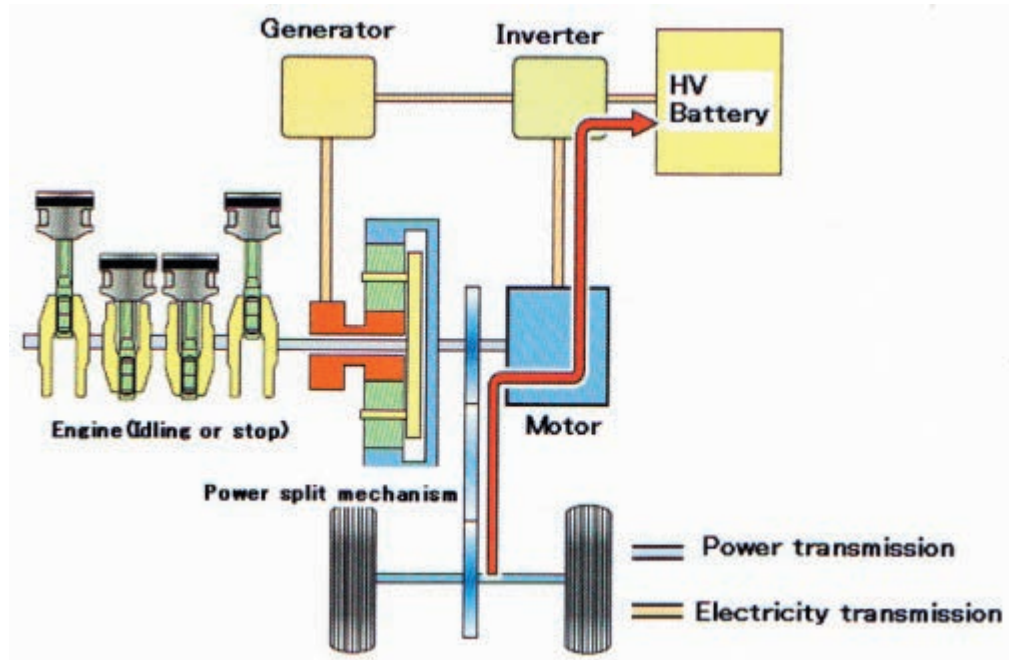 Generator
Inverter
HV
Battery
Engine(Idling or stop)
Motor
Power split mechanism
Power transmission
Electricity transmission